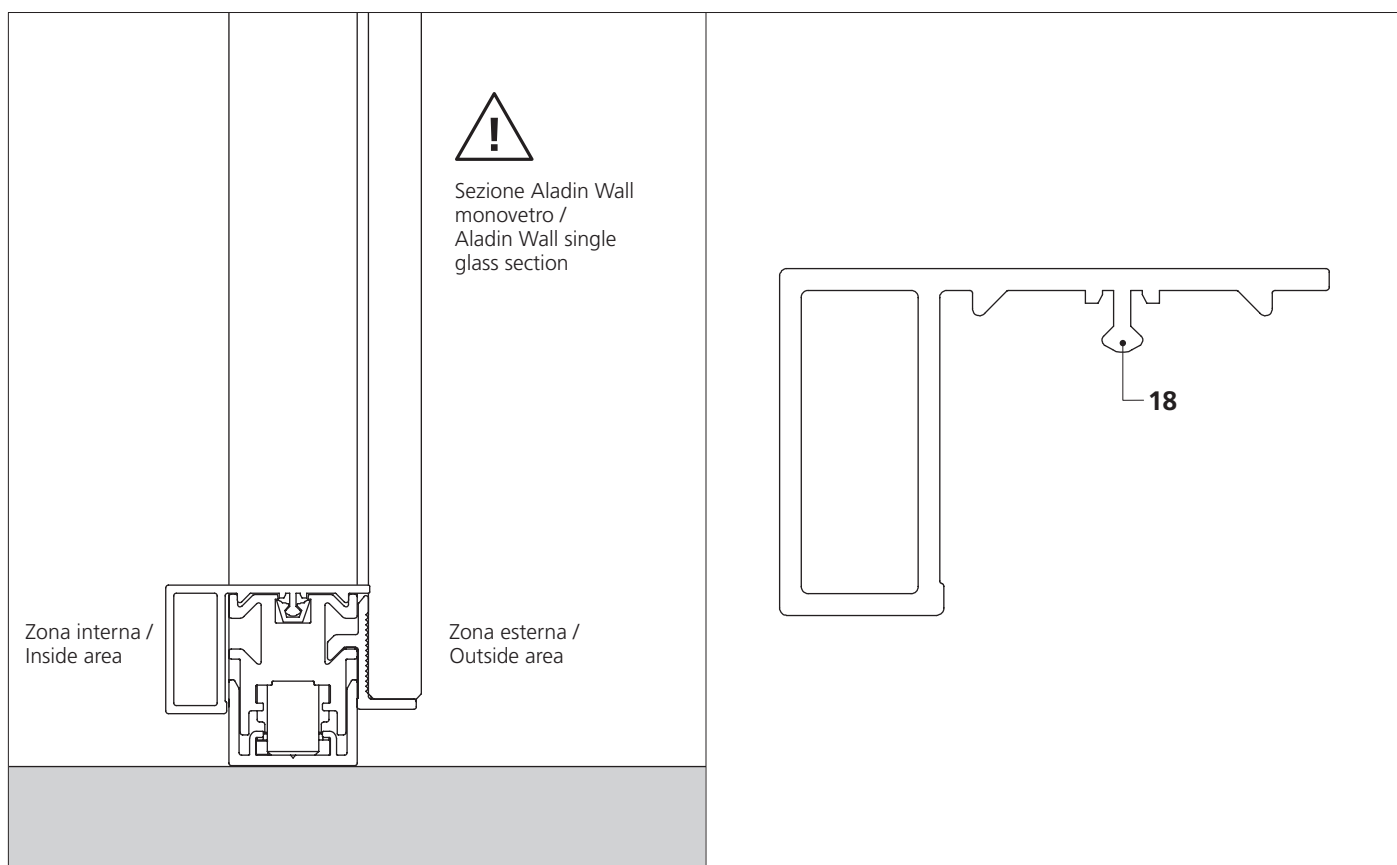 !
Sezione Aladin Wall
monovetro /
Aladin Wall single
glass section
Zona interna /
Inside area
Zona esterna /
Outside area
18